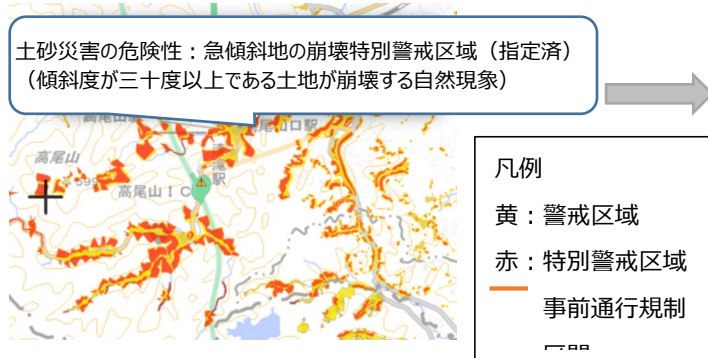 土砂災害の危険性：急傾斜地の崩壊特別警戒区域（指定済）
（傾斜度が三十度以上である土地が崩壊する自然現象）
高尾山口駅
清滝駅
高尾山
599
高尾山ＩＣ
凡例
黄：警戒区域
赤：特別警戒区域
事前通行規制